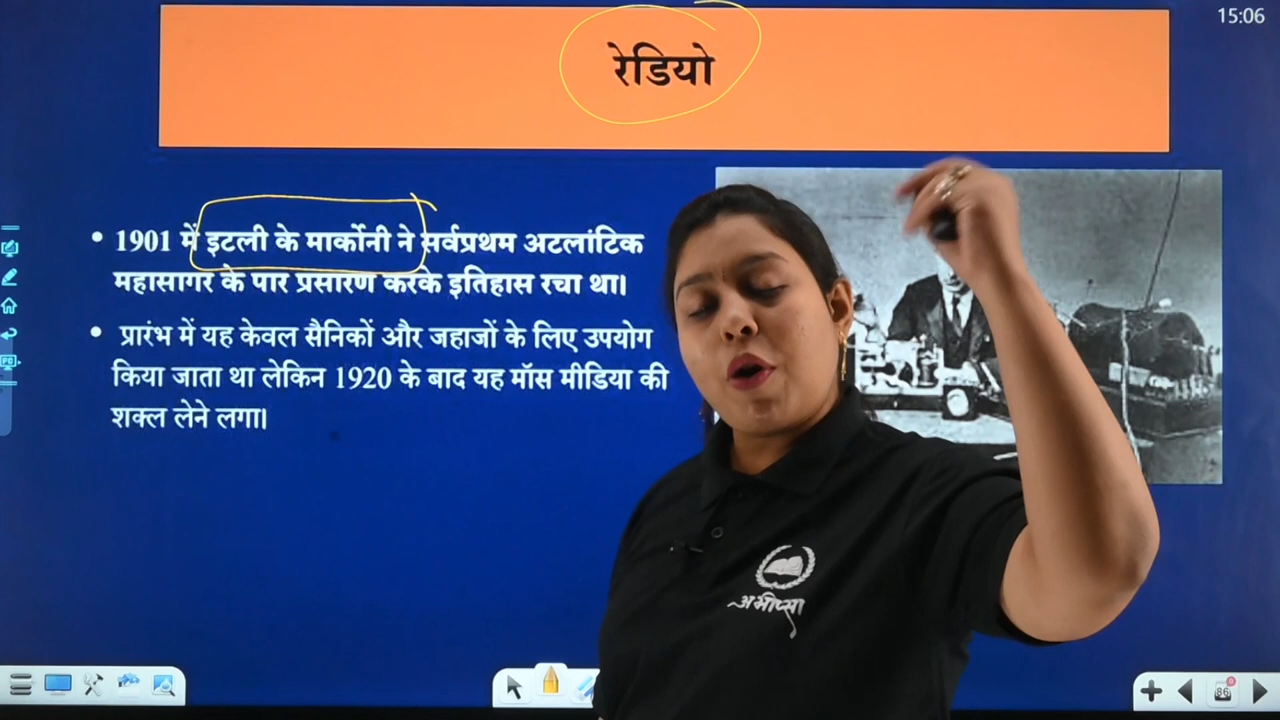 15:06
रेडियो
• 1901 में इटली के मार्कोनी ने सर्वप्रथम अटलांटिक
महासागर के पार प्रसारण करके इतिहास रचा था।
• प्रारंभ में यह केवल सैनिकों और जहाजों के लिए उपयोग
किया जाता था लेकिन 1920 के बाद यह मॉस मीडिया की
शक्ल लेने लगा।
अभीप्सा
86